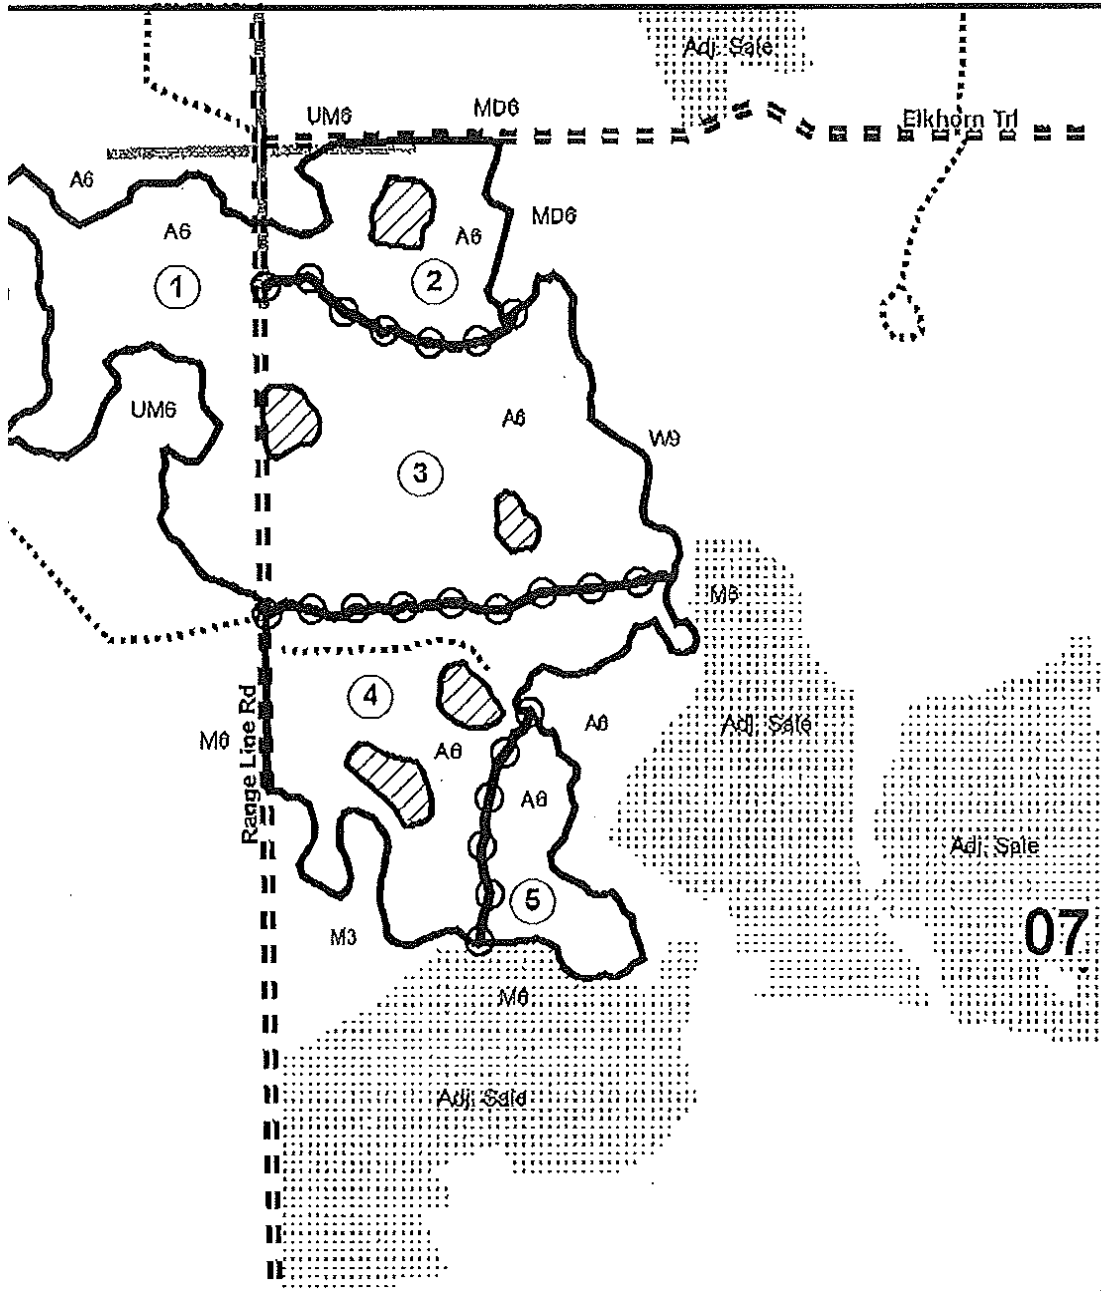 Adj. Sale
UM6
MD6
Elkhorn Trl
A6
A6
A6
MD6
1
2
UM6
A6
W9
3
M6
4
A6
M6
Range Line Rd
A6
Adj. Sale
A6
Adj. Sale
5
07
M3
M6
Adj. Sale